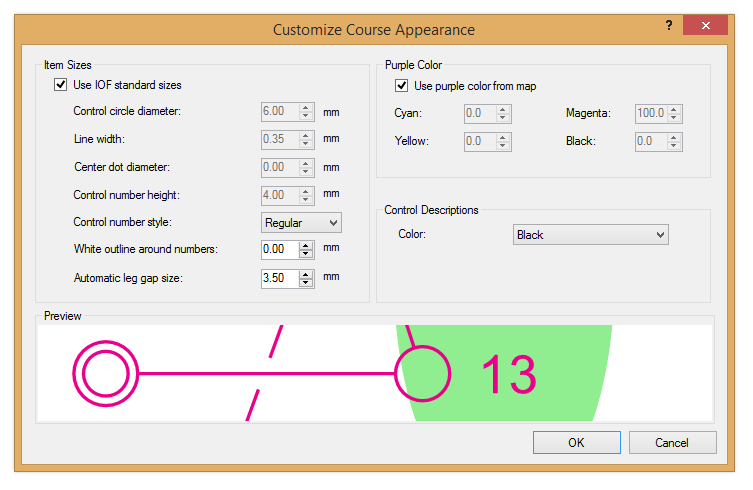 Customize Course Appearance
?
Item Sizes
Use IOF standard sizes
Control circle diameter: 6.00 mm
Line width: 0.35 mm
Center dot diameter: 0.00 mm
Control number height: 4.00 mm
Control number style: Regular
White outline around numbers: 0.00 mm
Automatic leg gap size: 3.50 mm
Purple Color
Use purple color from map
Cyan: 0.0 Magenta: 100.0
Yellow: 0.0 Black: 0.0
Control Descriptions
Color: Black
Preview
13
OK Cancel